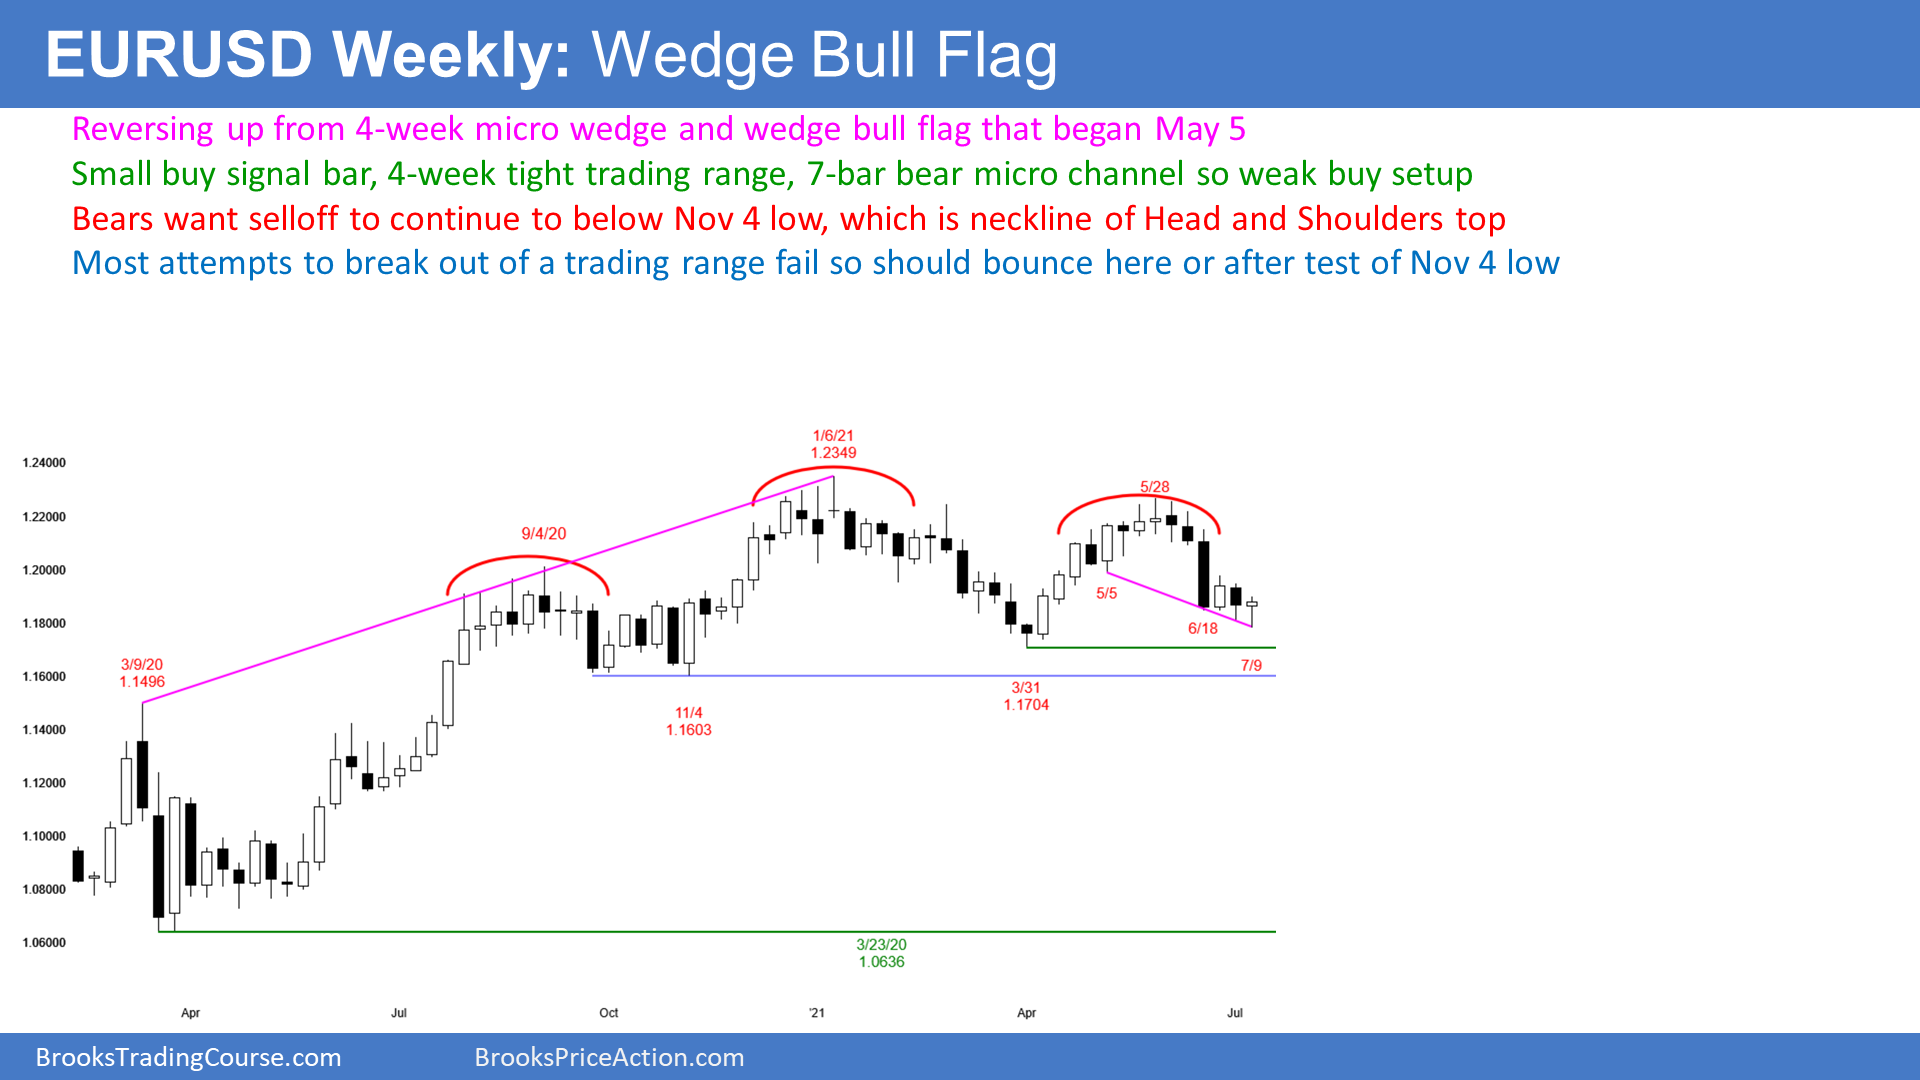 EURUSD Weekly: Wedge Bull Flag
Reversing up from 4-week micro wedge and wedge bull flag that began May 5
Small buy signal bar, 4-week tight trading range, 7-bar bear micro channel so weak buy setup
Bears want selloff to continue to below Nov 4 low, which is neckline of Head and Shoulders top
Most attempts to break out of a trading range fail so should bounce here or after test of Nov 4 low
1/6/21
1.2349
1.24000
5/28
1.22000
9/4/20
1.20000
5/5
1.18000
6/18
3/9/20
1.1496
7/9
1.16000
3/31
1.1704
11/4
1.1603
1.14000
1.12000
1.10000
1.08000
1.06000
3/23/20
1.0636
Apr
Jul
Oct
'21
Apr
Jul
BrooksTradingCourse.com
BrooksPriceAction.com